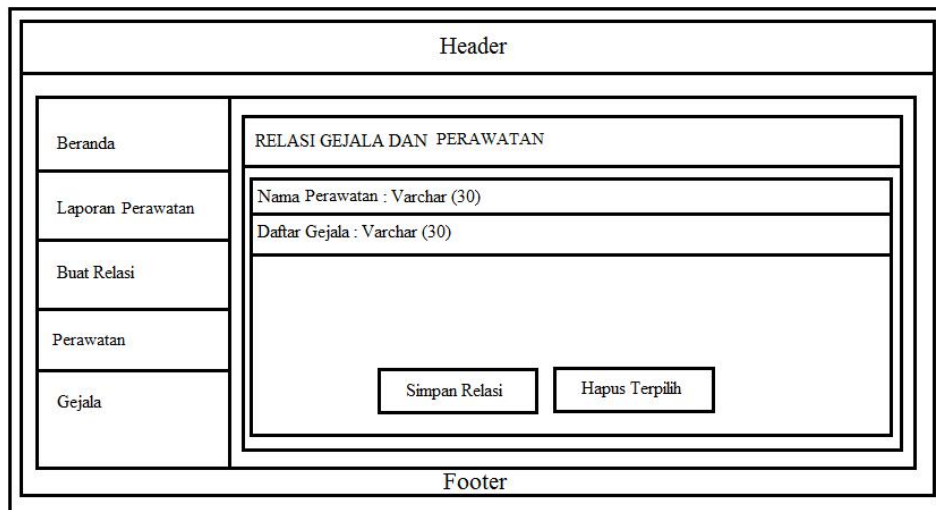 Header
Beranda
Laporan Perawatan
Buat Relasi
Perawatan
Gejala
RELASI GEJALA DAN PERAWATAN
Nama Perawatan : Varchar (30)
Daftar Gejala : Varchar (30)
Simpan Relasi
Hapus Terpilih
Footer